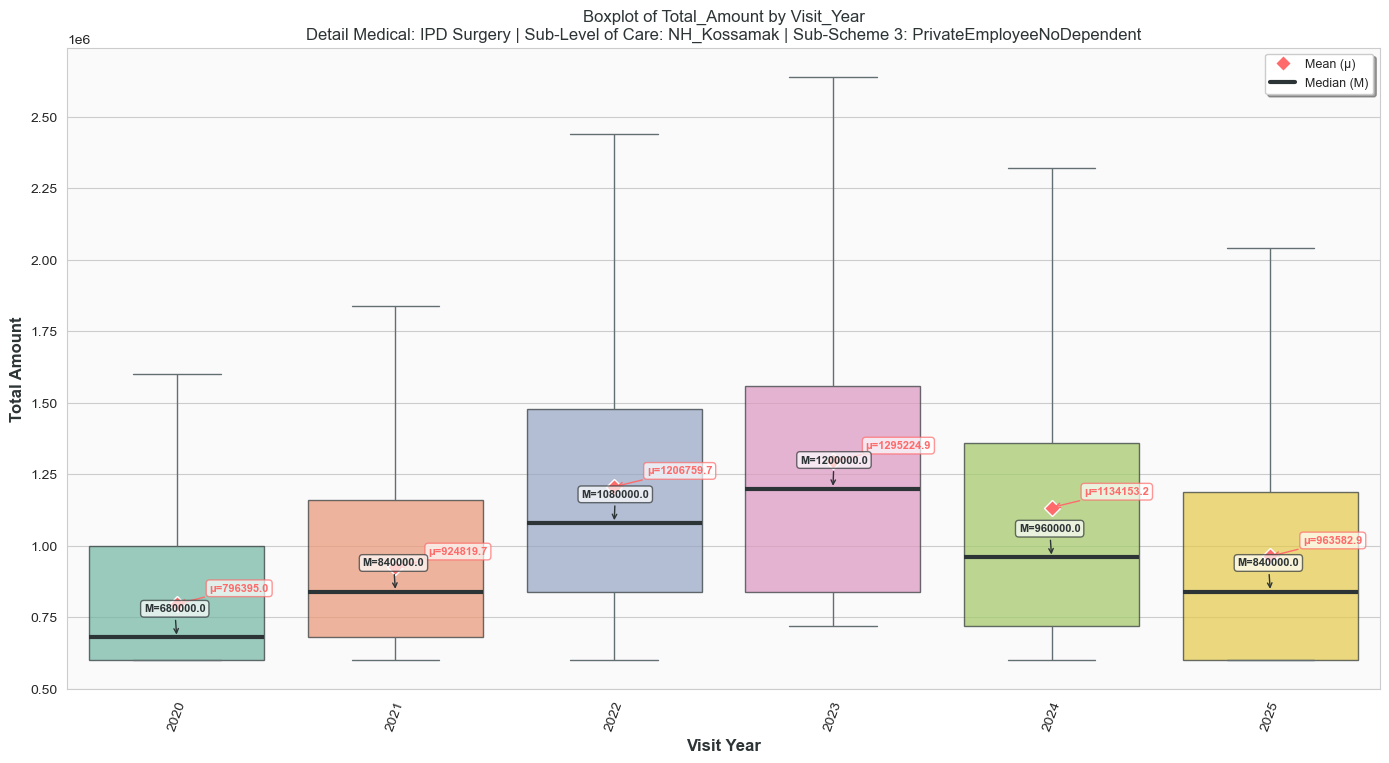 Boxplot of Total_Amount by Visit_Year
Detail Medical: IPD Surgery | Sub-Level of Care: NH_Kossamak | Sub-Scheme 3: PrivateEmployeeNoDependent
1e6
Mean (μ)
Median (M)
2.50
2.25
2.00
1.75
1.50
1.25
1.00
0.75
0.50
Total Amount
μ=796395.0
M=680000.0
μ=924819.7
M=840000.0
μ=1206759.7
M=1080000.0
μ=1295224.9
M=1200000.0
μ=1134153.2
M=960000.0
μ=963582.9
M=840000.0
2020
2021
2022
2023
2024
2025
Visit Year